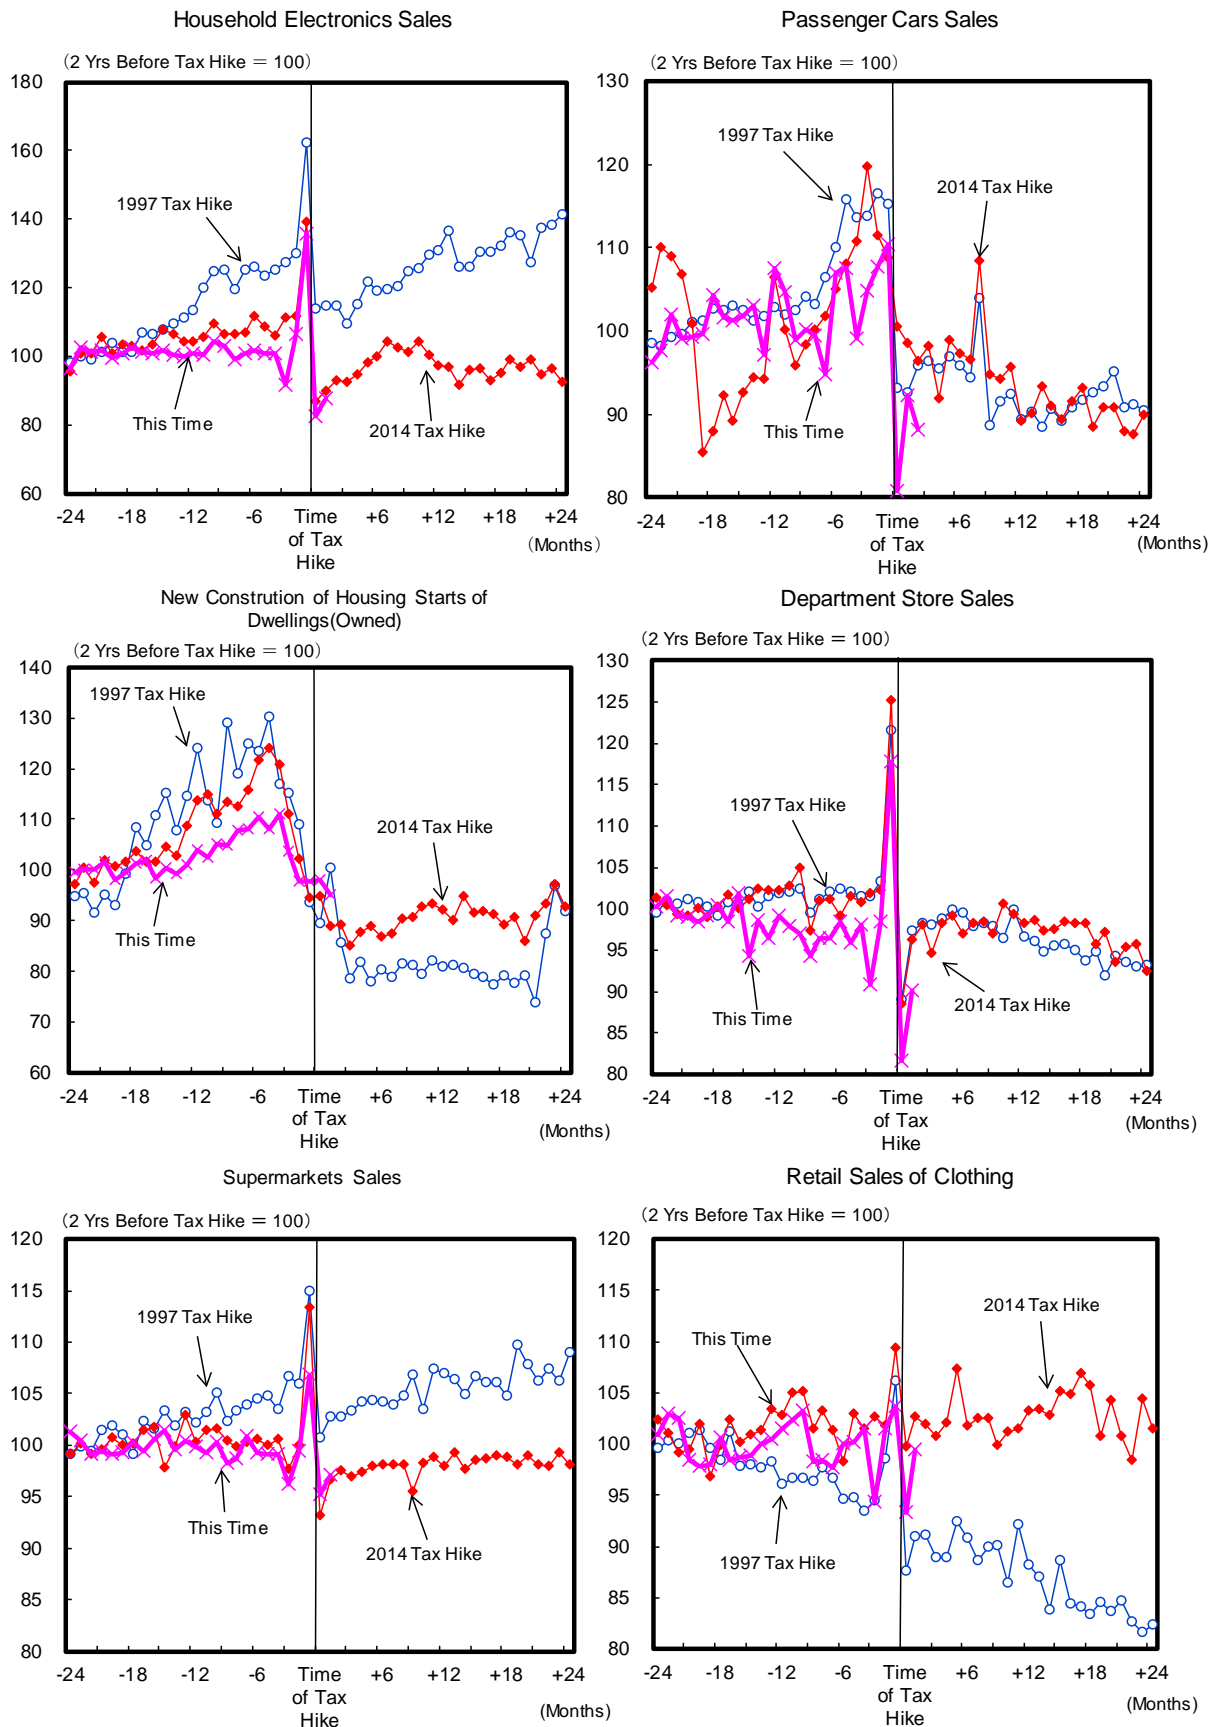 Household Electronics Sales
(2 Yrs Before Tax Hike = 100)
180
160
140
120
100
80
60
1997 Tax Hike
This Time
2014 Tax Hike
-24
-18
-12
-6
Time
of Tax
Hike
+6
+12
+18
+24
(Months)
Passenger Cars Sales
(2 Yrs Before Tax Hike = 100)
130
120
110
100
90
80
1997 Tax Hike
2014 Tax Hike
This Time
-24
-18
-12
-6
Time
of Tax
Hike
+6
+12
+18
+24
(Months)
New Constrution of Housing Starts of
Dwellings(Owned)
(2 Yrs Before Tax Hike = 100)
140
130
120
110
100
90
80
70
60
1997 Tax Hike
2014 Tax Hike
This Time
-24
-18
-12
-6
Time
of Tax
Hike
+6
+12
+18
+24
(Months)
Department Store Sales
(2 Yrs Before Tax Hike = 100)
130
125
120
115
110
105
100
95
90
85
80
1997 Tax Hike
This Time
2014 Tax Hike
-24
-18
-12
-6
Time
of Tax
Hike
+6
+12
+18
+24
(Months)
Supermarkets Sales
(2 Yrs Before Tax Hike = 100)
120
115
110
105
100
95
90
85
80
1997 Tax Hike
This Time
2014 Tax Hike
-24
-18
-12
-6
Time
of Tax
Hike
+6
+12
+18
+24
(Months)
Retail Sales of Clothing
(2 Yrs Before Tax Hike = 100)
120
115
110
105
100
95
90
85
80
2014 Tax Hike
This Time
1997 Tax Hike
-24
-18
-12
-6
Time
of Tax
Hike
+6
+12
+18
+24
(Months)